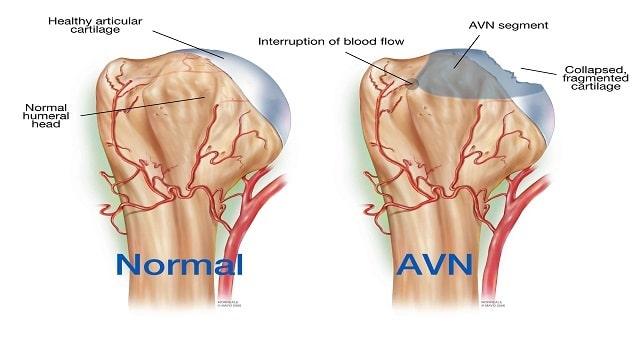 Healthy articular
cartilage
Normal
humeral
head
Normal
Interruption of blood flow
AVN segment
Collapsed,
fragmented
cartilage
AVN